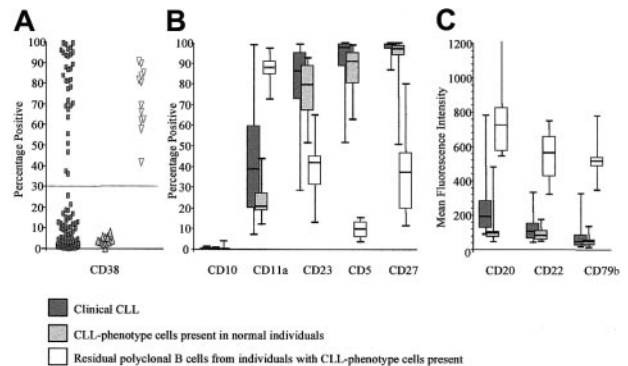 A
Percentage Positive
100
90
80
70
60
50
40
30
20
10
0
CD38
B
Percentage Positive
100
90
80
70
60
50
40
30
20
10
0
CD10 CD11a CD23 CD5 CD27
C
Mean Fluorescence Intensity
1200
800
600
400
200
0
CD20 CD22 CD79b
Clinical CLL
CLL-phenotype cells present in normal individuals
Residual polyclonal B cells from individuals with CLL-phenotype cells present